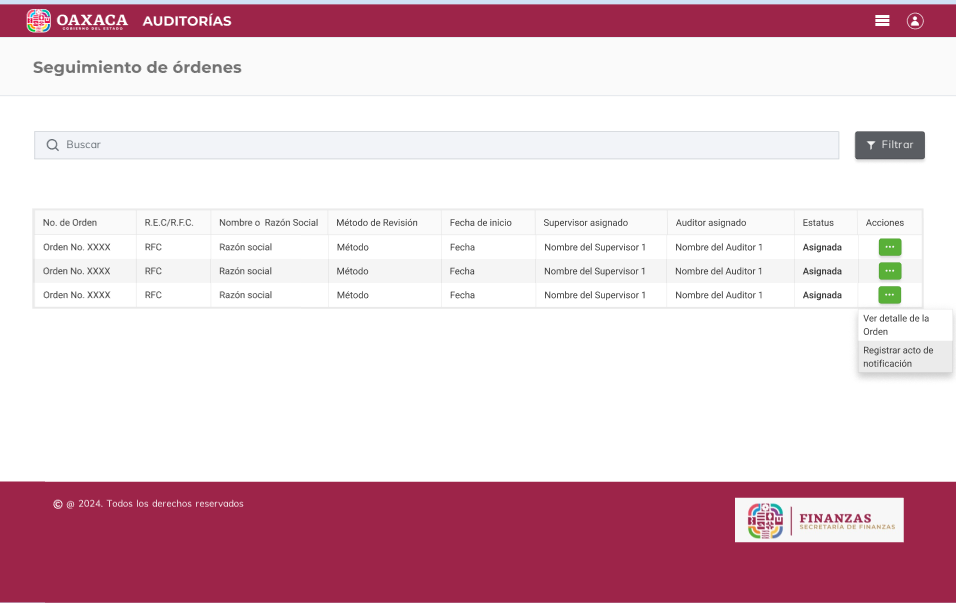 OAXACA AUDITORÍAS
GOBIERNO DEL ESTADO
Seguimiento de órdenes
Buscar
Filtrar
No. de Orden R.E.C/R.F.C. Nombre o Razón Social Método de Revisión Fecha de inicio Supervisor asignado Auditor asignado Estatus Acciones
Orden No. XXXX RFC Razón social Método Fecha Nombre del Supervisor 1 Nombre del Auditor 1 Asignada
Orden No. XXXX RFC Razón social Método Fecha Nombre del Supervisor 1 Nombre del Auditor 1 Asignada
Orden No. XXXX RFC Razón social Método Fecha Nombre del Supervisor 1 Nombre del Auditor 1 Asignada
Ver detalle de la
Orden
Registrar acto de
notificación
© @ 2024. Todos los derechos reservados
FINANZAS
SECRETARÍA DE FINANZAS